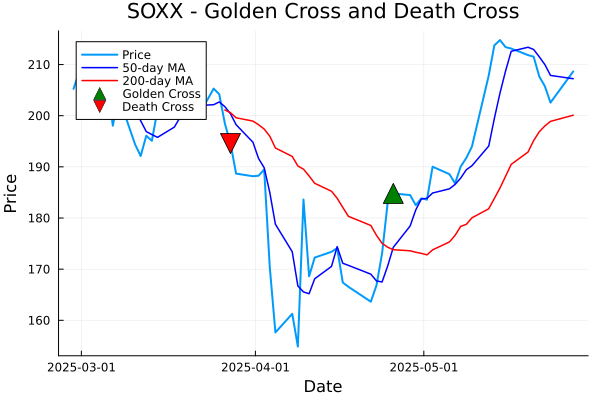 SOXX - Golden Cross and Death Cross
Price
50-day MA
200-day MA
Golden Cross
Death Cross
210
200
190
180
170
160
Price
2025-03-01
2025-04-01
2025-05-01
Date